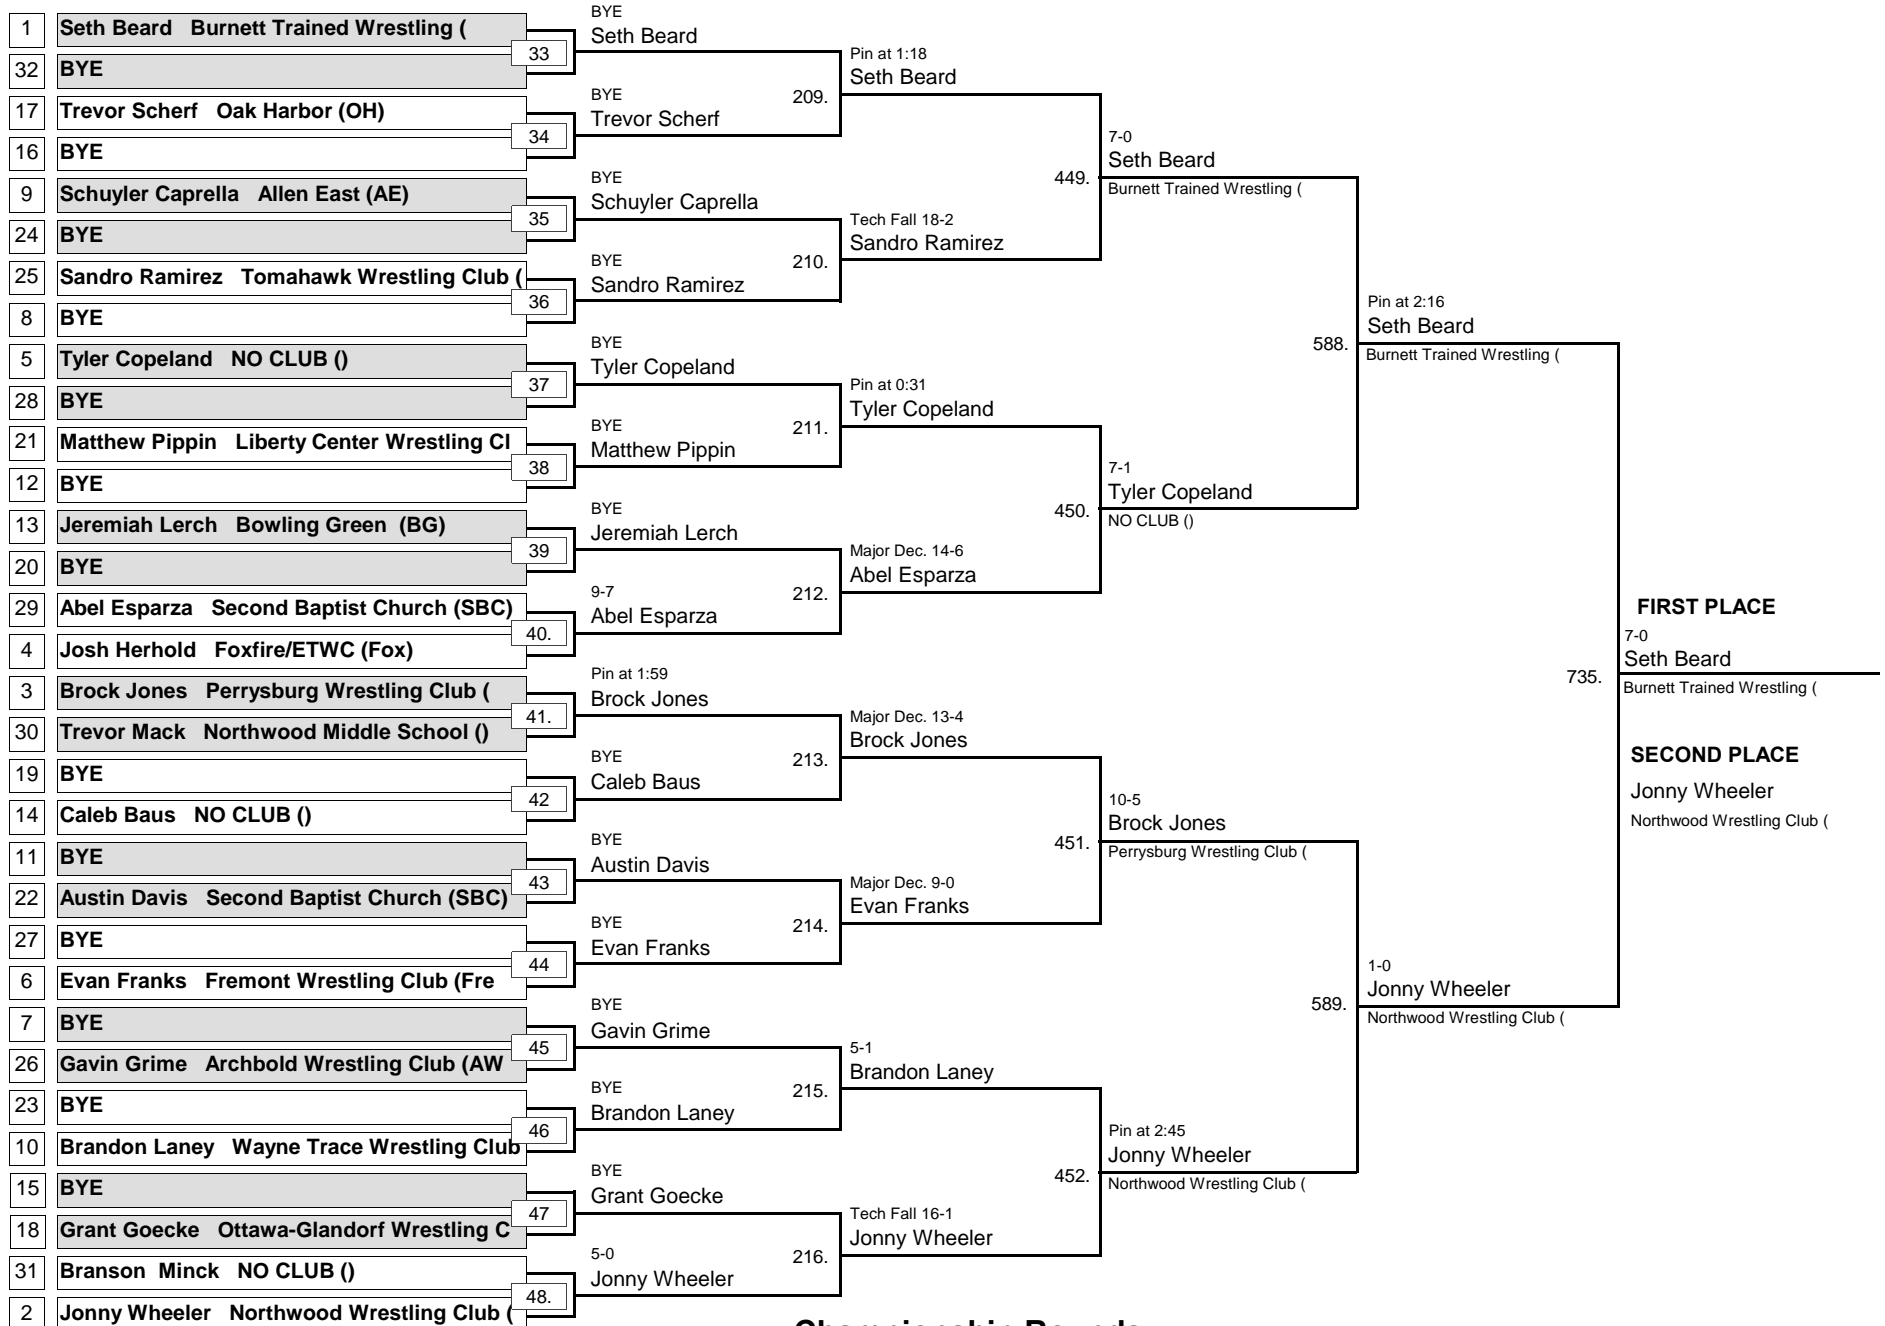 1 Seth Beard Burnett Trained Wrestling (
32 BYE
17 Trevor Scherf Oak Harbor (OH)
16 BYE
9 Schuyler Caprella Allen East (AE)
24 BYE
25 Sandro Ramirez Tomahawk Wrestling Club (
8 BYE
5 Tyler Copeland NO CLUB ()
28 BYE
21 Matthew Pippin Liberty Center Wrestling Cl
12 BYE
13 Jeremiah Lerch Bowling Green (BG)
20 BYE
29 Abel Esparza Second Baptist Church (SBC)
4 Josh Herhold Foxfire/ETWC (Fox)
3 Brock Jones Perrysburg Wrestling Club (
30 Trevor Mack Northwood Middle School ()
19 BYE
14 Caleb Baus NO CLUB ()
11 BYE
22 Austin Davis Second Baptist Church (SBC)
27 BYE
6 Evan Franks Fremont Wrestling Club (Fre
7 BYE
26 Gavin Grime Archbold Wrestling Club (AW
23 BYE
10 Brandon Laney Wayne Trace Wrestling Club
15 BYE
18 Grant Goecke Ottawa-Glandorf Wrestling C
31 Branson Minck NO CLUB ()
2 Jonny Wheeler Northwood Wrestling Club (
33
34
35
36
37
38
39
40.
41.
42
43
44
45
46
47
48.
BYE
Seth Beard
BYE
Trevor Scherf
BYE
Schuyler Caprella
BYE
Sandro Ramirez
BYE
Tyler Copeland
BYE
Matthew Pippin
BYE
Jeremiah Lerch
9-7
Abel Esparza
Pin at 1:59
Brock Jones
BYE
Caleb Baus
BYE
Austin Davis
BYE
Evan Franks
BYE
Gavin Grime
BYE
Brandon Laney
BYE
Grant Goecke
5-0
Jonny Wheeler
209.
210.
211.
212.
213.
214.
215.
216.
Pin at 1:18
Seth Beard
Tech Fall 18-2
Sandro Ramirez
Pin at 0:31
Tyler Copeland
Major Dec. 14-6
Abel Esparza
Major Dec. 13-4
Brock Jones
Major Dec. 9-0
Evan Franks
5-1
Brandon Laney
Tech Fall 16-1
Jonny Wheeler
449.
450.
451.
452.
7-0
Seth Beard
Burnett Trained Wrestling (
7-1
Tyler Copeland
NO CLUB ()
10-5
Brock Jones
Perrysburg Wrestling Club (
Pin at 2:45
Jonny Wheeler
Northwood Wrestling Club (
588.
589.
Pin at 2:16
Seth Beard
Burnett Trained Wrestling (
1-0
Jonny Wheeler
Northwood Wrestling Club (
735.
FIRST PLACE
7-0
Seth Beard
Burnett Trained Wrestling (
SECOND PLACE
Jonny Wheeler
Northwood Wrestling Club (
Championship Rounds